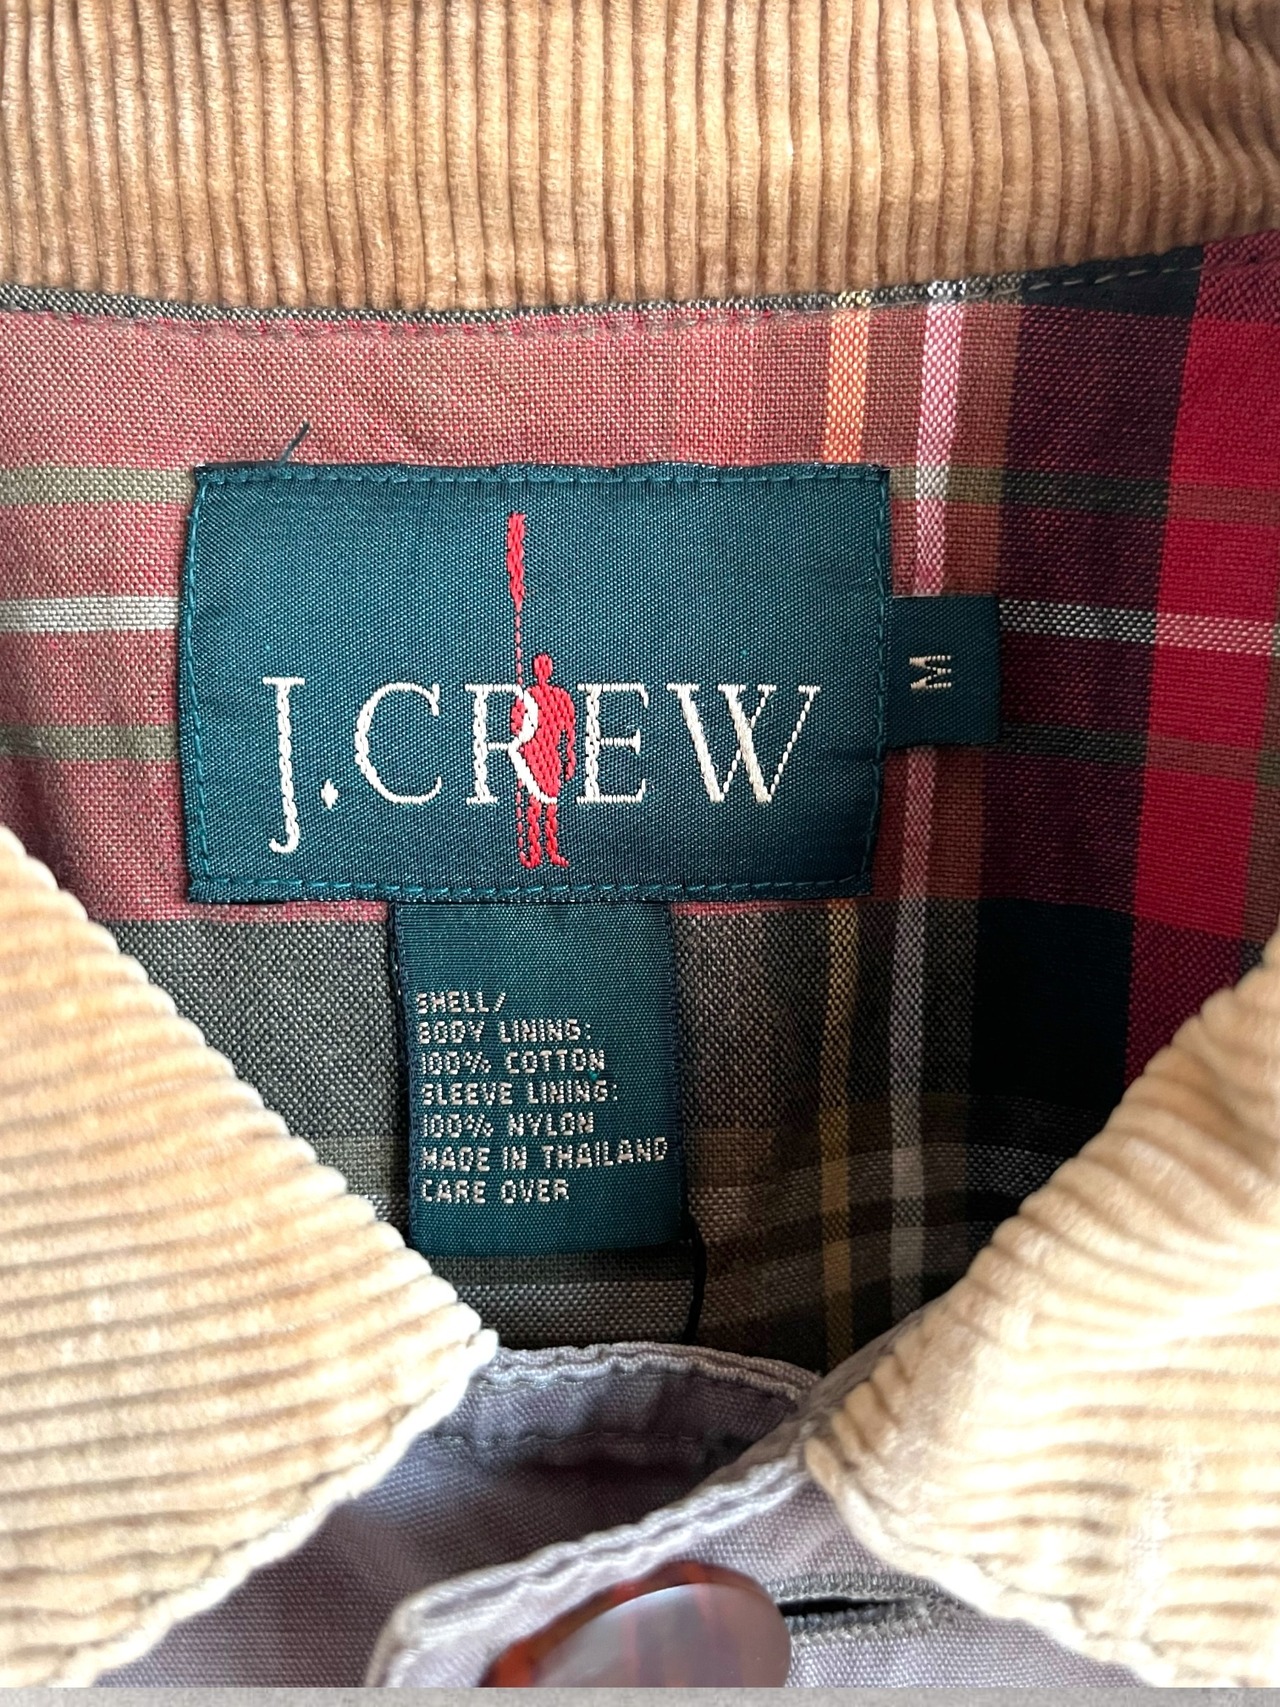 J.CREW
M
SHELL/
BODY LINING:
100% COTTON
SLEEVE LINING:
100% NYLON
MADE IN THAILAND
CARE OVER